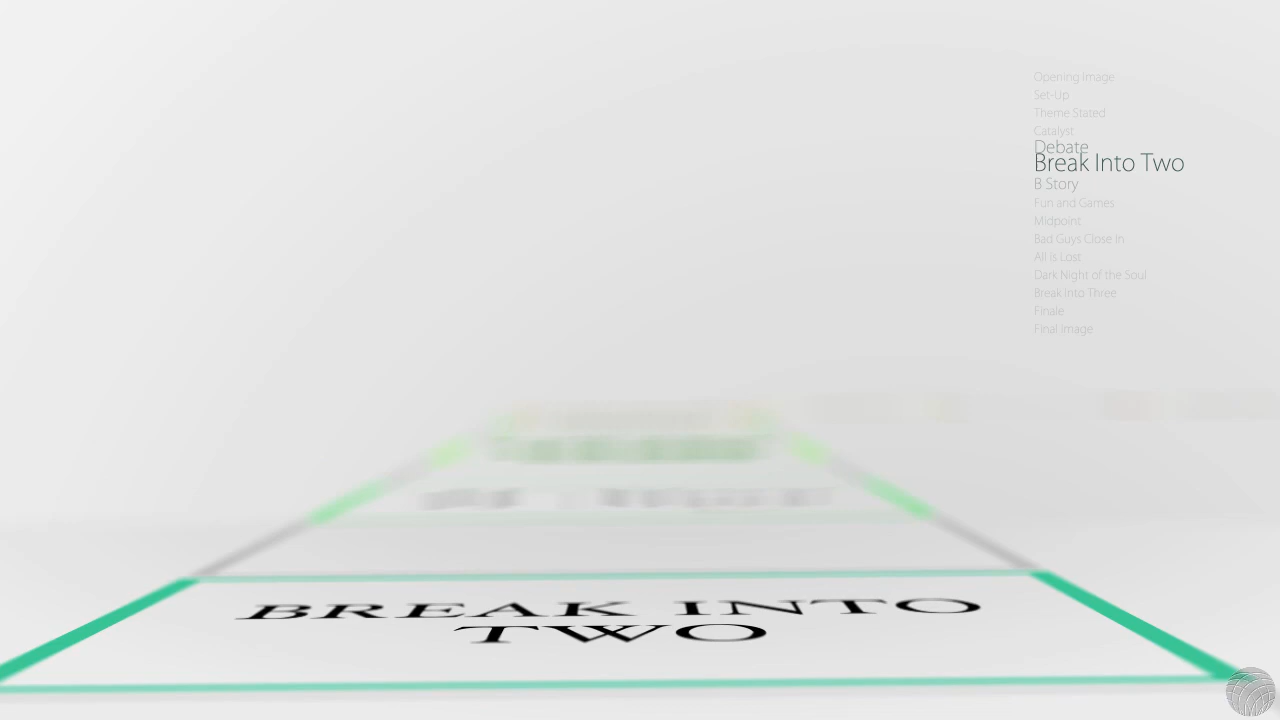 Opening Image
Set-Up
Theme Stated
Catalyst
Debate
Break Into Two
B Story
Fun and Games
Midpoint
Bad Guys Close in
All is Lost
Dark Night of the Soul
Break Into Three
Finale
Final Image
BREAK INTO
TWO